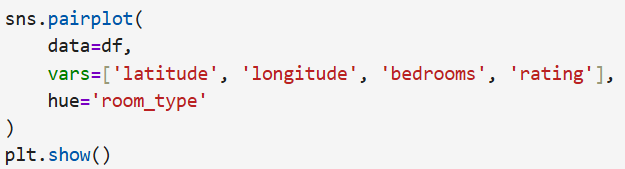 sns.pairplot(
    data=df,
    vars=['latitude', 'longitude', 'bedrooms', 'rating'],
    hue='room_type'
)
plt.show()